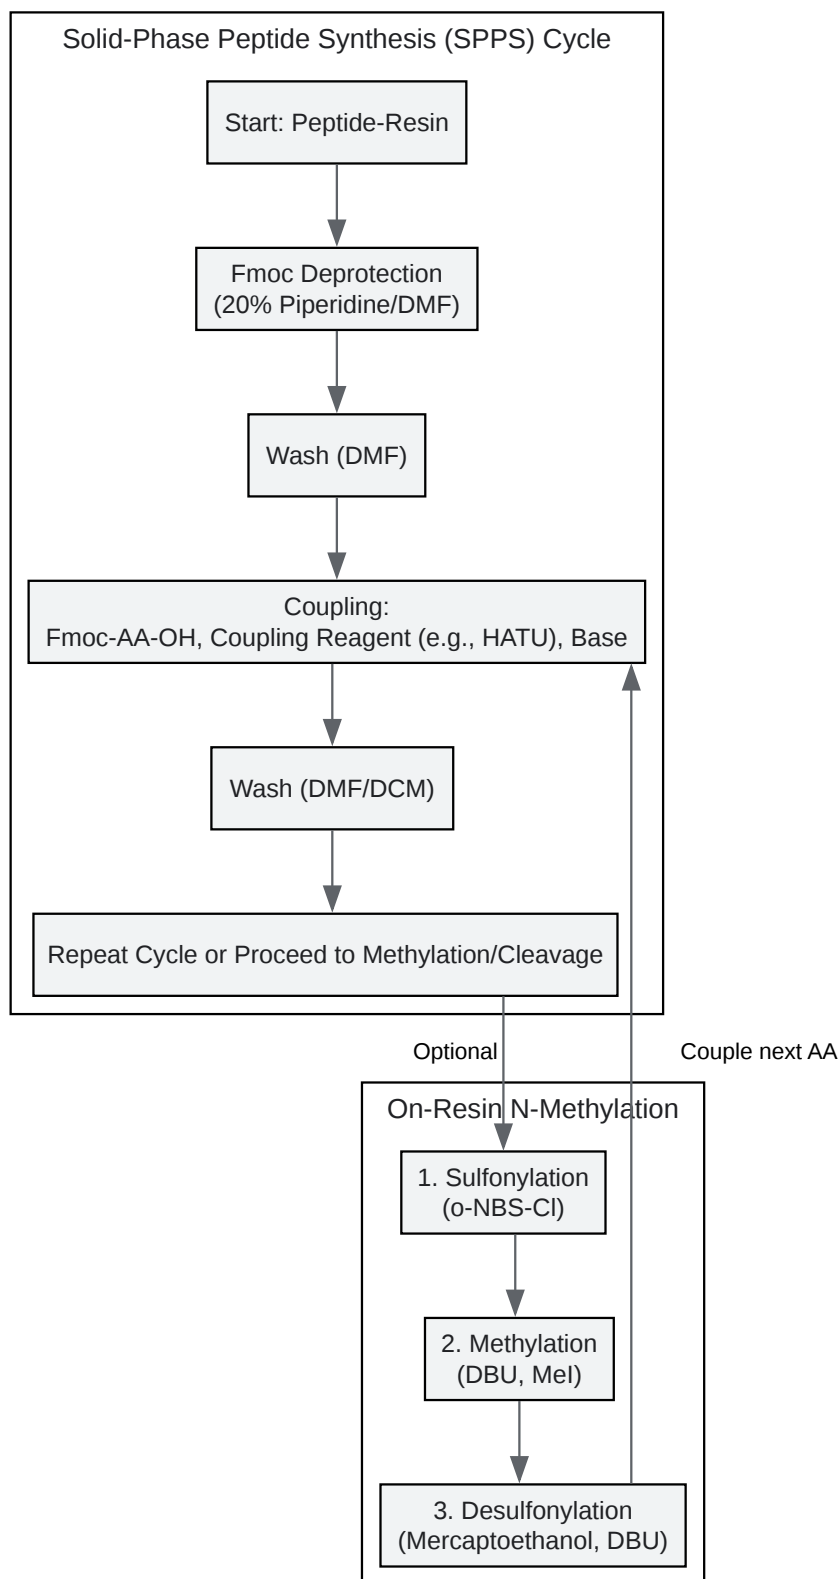 Solid-Phase Peptide Synthesis (SPPS) Cycle
Start: Peptide-Resin
Fmoc Deprotection
(20% Piperidine/DMF)
Wash (DMF)
Coupling:
Fmoc-AA-OH, Coupling Reagent (e.g., HATU), Base
Wash (DMF/DCM)
Repeat Cycle or Proceed to Methylation/Cleavage
Optional
Couple next AA
On-Resin N-Methylation
1. Sulfonylation
(o-NBS-Cl)
2. Methylation
(DBU, MeI)
3. Desulfonylation
(Mercaptoethanol, DBU)